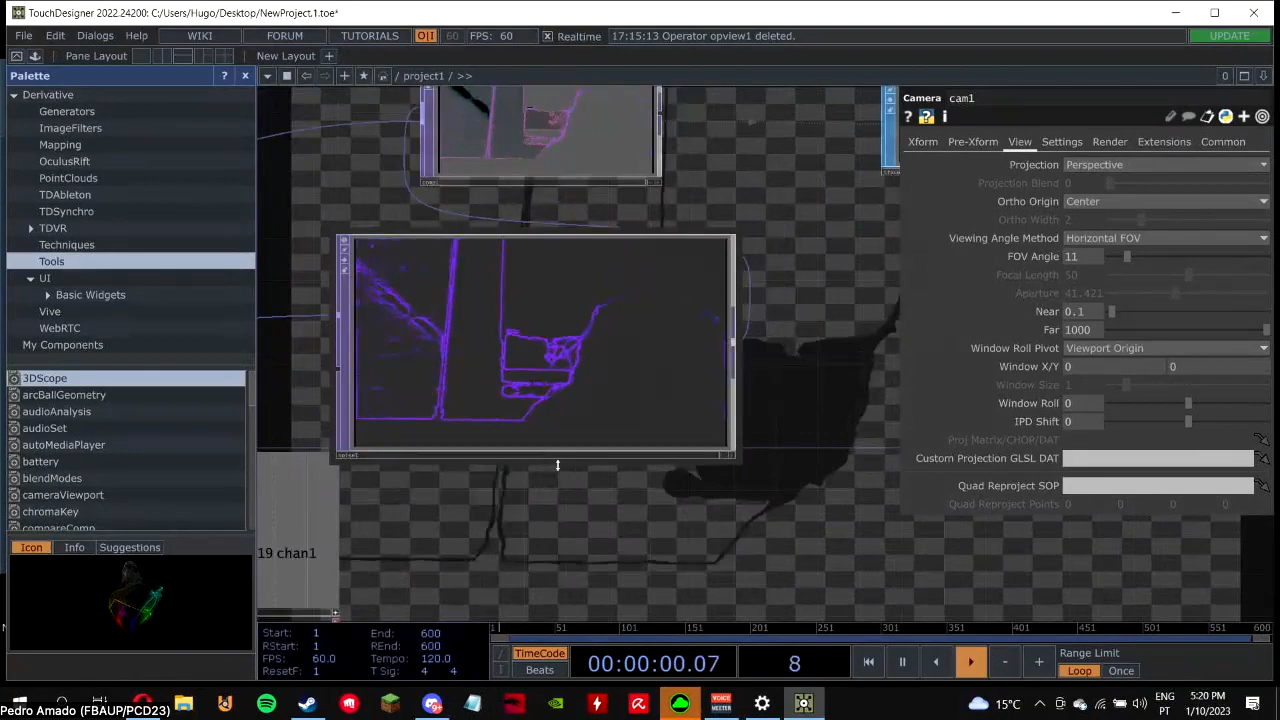 TouchDesigner 2022.24200: C:/Users/Hugo/Desktop/NewProject.1.toe*
File Edit Dialogs Help WIKI FORUM TUTORIALS O|I 60 FPS: 60 Realtime 17:15:13 Operator opview1 deleted. UPDATE
Pane Layout New Layout +
Palette ? x
/ project1 / >> 0
Derivative
Generators
ImageFilters
Mapping
OculusRift
PointClouds
TDAbleton
TDSynchro
TDVR
Techniques
Tools
UI
Basic Widgets
Vive
WebRTC
My Components
3DScope
arcBallGeometry
audioAnalysis
audioSet
autoMediaPlayer
battery
blendModes
cameraViewport
chromaKey
compareComp
Icon Info Suggestions
19 chan1
Camera cam1
Xform Pre-Xform View Settings Render Extensions Common
Projection Perspective
Projection Blend 0
Ortho Origin Center
Ortho Width 2
Viewing Angle Method Horizontal FOV
FOV Angle 11
Focal Length 50
Aperture 41.421
Near 0.1
Far 1000
Window Roll Pivot Viewport Origin
Window X/Y 0 0
Window Size 1
Window Roll 0
IPD Shift 0
Proj Matrix/CHOP/DAT
Custom Projection GLSL DAT
Quad Reproject SOP
Quad Reproject Points 0 0 0 0
Start: 1 End: 600
RStart: 1 REnd: 600
FPS: 60.0 Tempo: 120.0
ResetF: 1 T Sig: 4 4
1 51 101 151 201 251 301 351 401 451 501 551 600
TimeCode
Beats
00:00:00.07 8
Range Limit
Loop Once
Pedro Amado (FBAUP/PCD23)
VOICE MEETER
15°C
ENG
PT
5:20 PM
1/10/2023